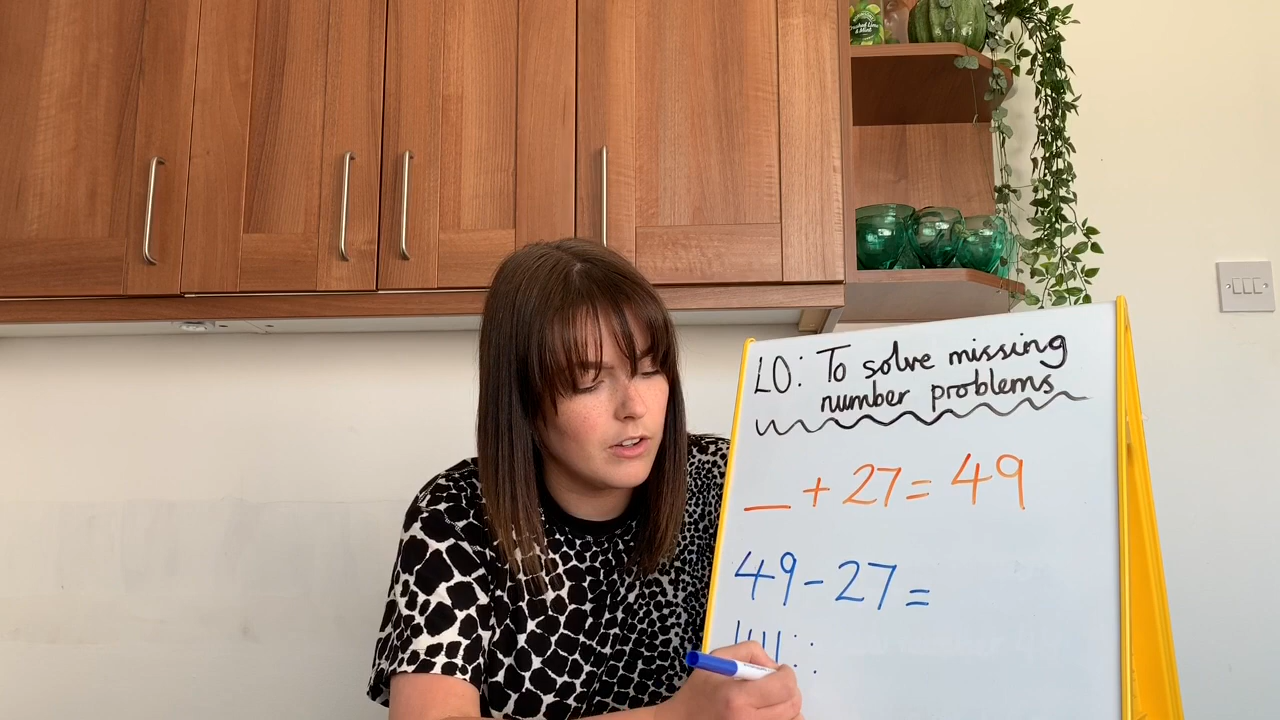 LO: To solve missing
number problems
_ + 27 = 49
49 - 27 =